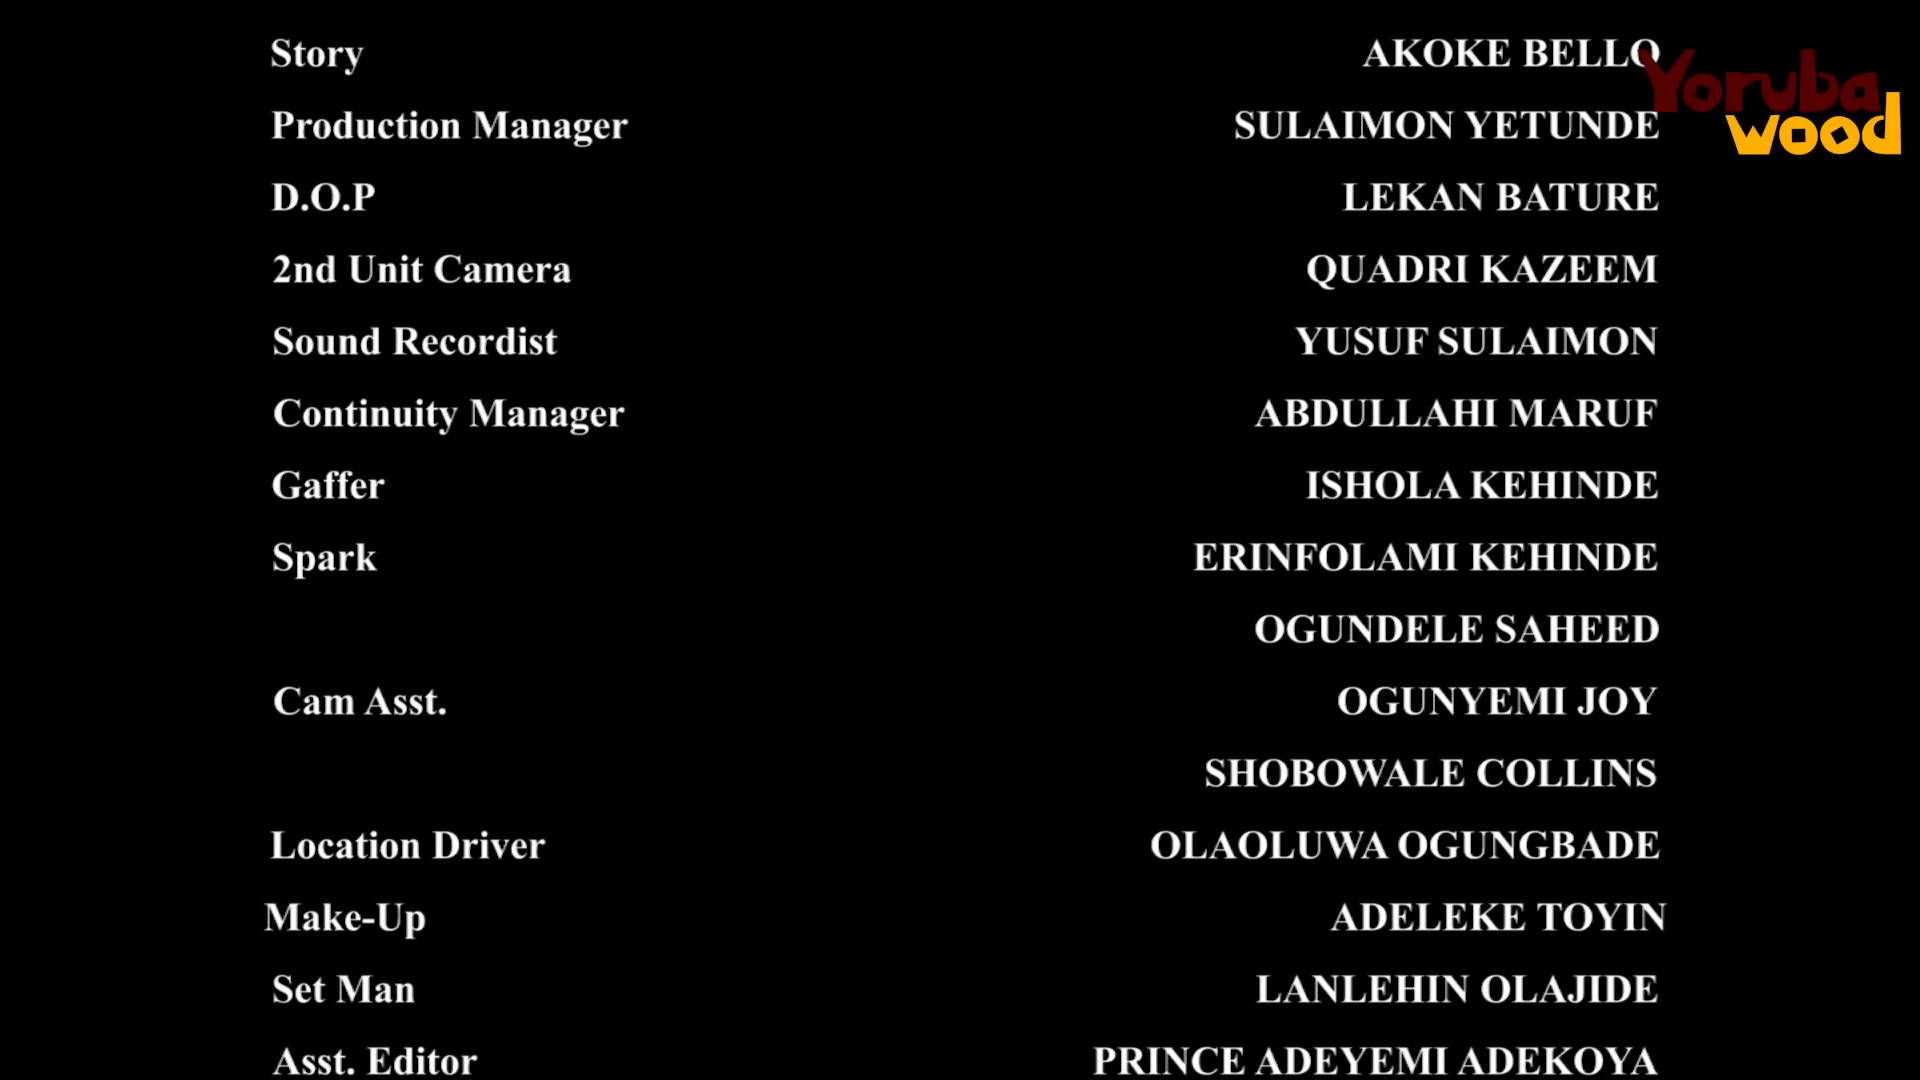 Story AKOKE BELLO
Yoruba
wood
Production Manager SULAIMON YETUNDE
D.O.P LEKAN BATURE
2nd Unit Camera QUADRI KAZEEM
Sound Recordist YUSUF SULAIMON
Continuity Manager ABDULLAHI MARUF
Gaffer ISHOLA KEHINDE
Spark ERINFOLAMI KEHINDE
OGUNDELE SAHEED
Cam Asst. OGUNYEMI JOY
SHOBOWALE COLLINS
Location Driver OLAOLUWA OGUNGBADE
Make-Up ADELEKE TOYIN
Set Man LANLEHIN OLAJIDE
Asst. Editor PRINCE ADEYEMI ADEKOYA